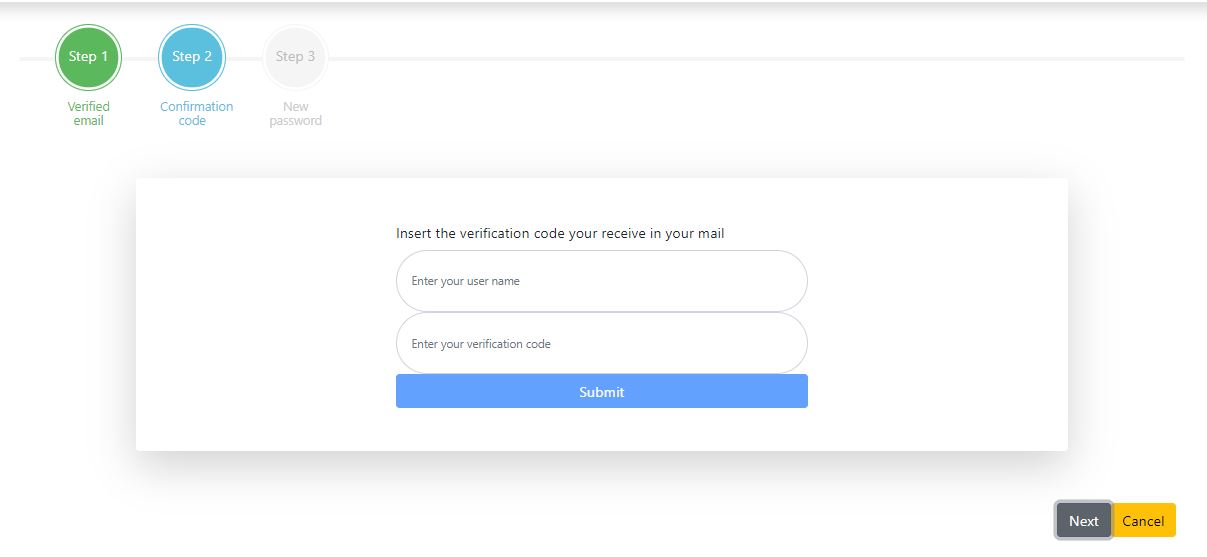 Step 1
Step 2
Step 3
Verified
email
Confirmation
code
New
password
Insert the verification code your receive in your mail
Enter your user name
Enter your verification code
Submit
Next
Cancel